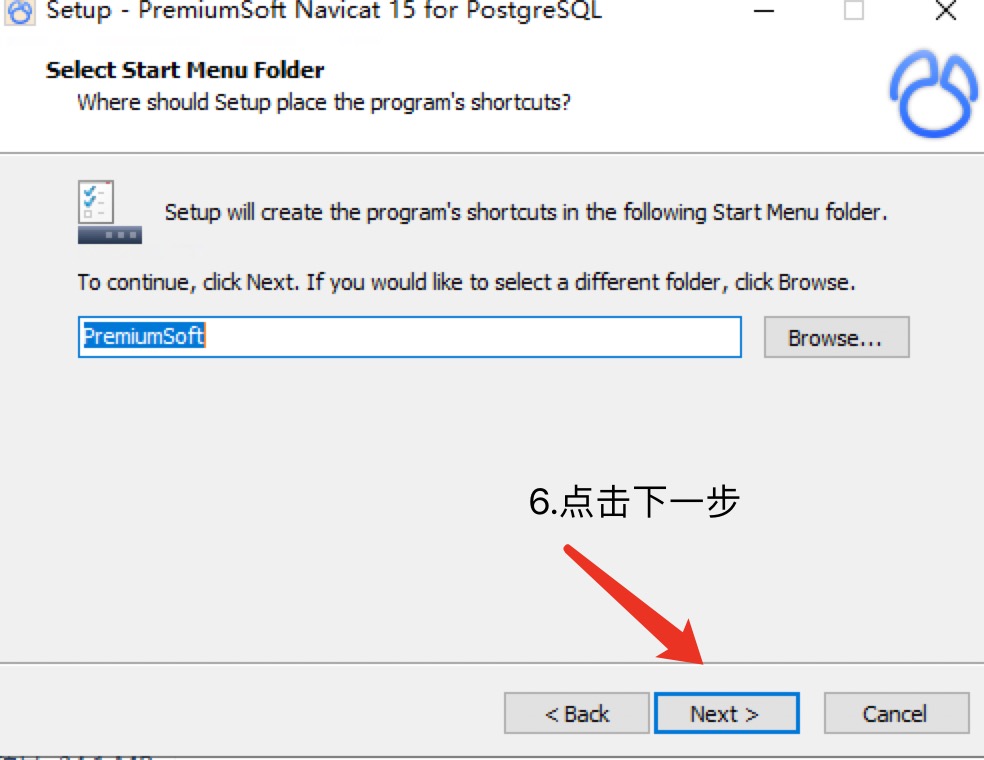 Setup - PremiumSoft Navicat 15 for PostgreSQL
Select Start Menu Folder
Where should Setup place the program's shortcuts?
Setup will create the program's shortcuts in the following Start Menu folder.
To continue, click Next. If you would like to select a different folder, click Browse.
PremiumSoft
Browse...
6.点击下一步
< Back
Next >
Cancel